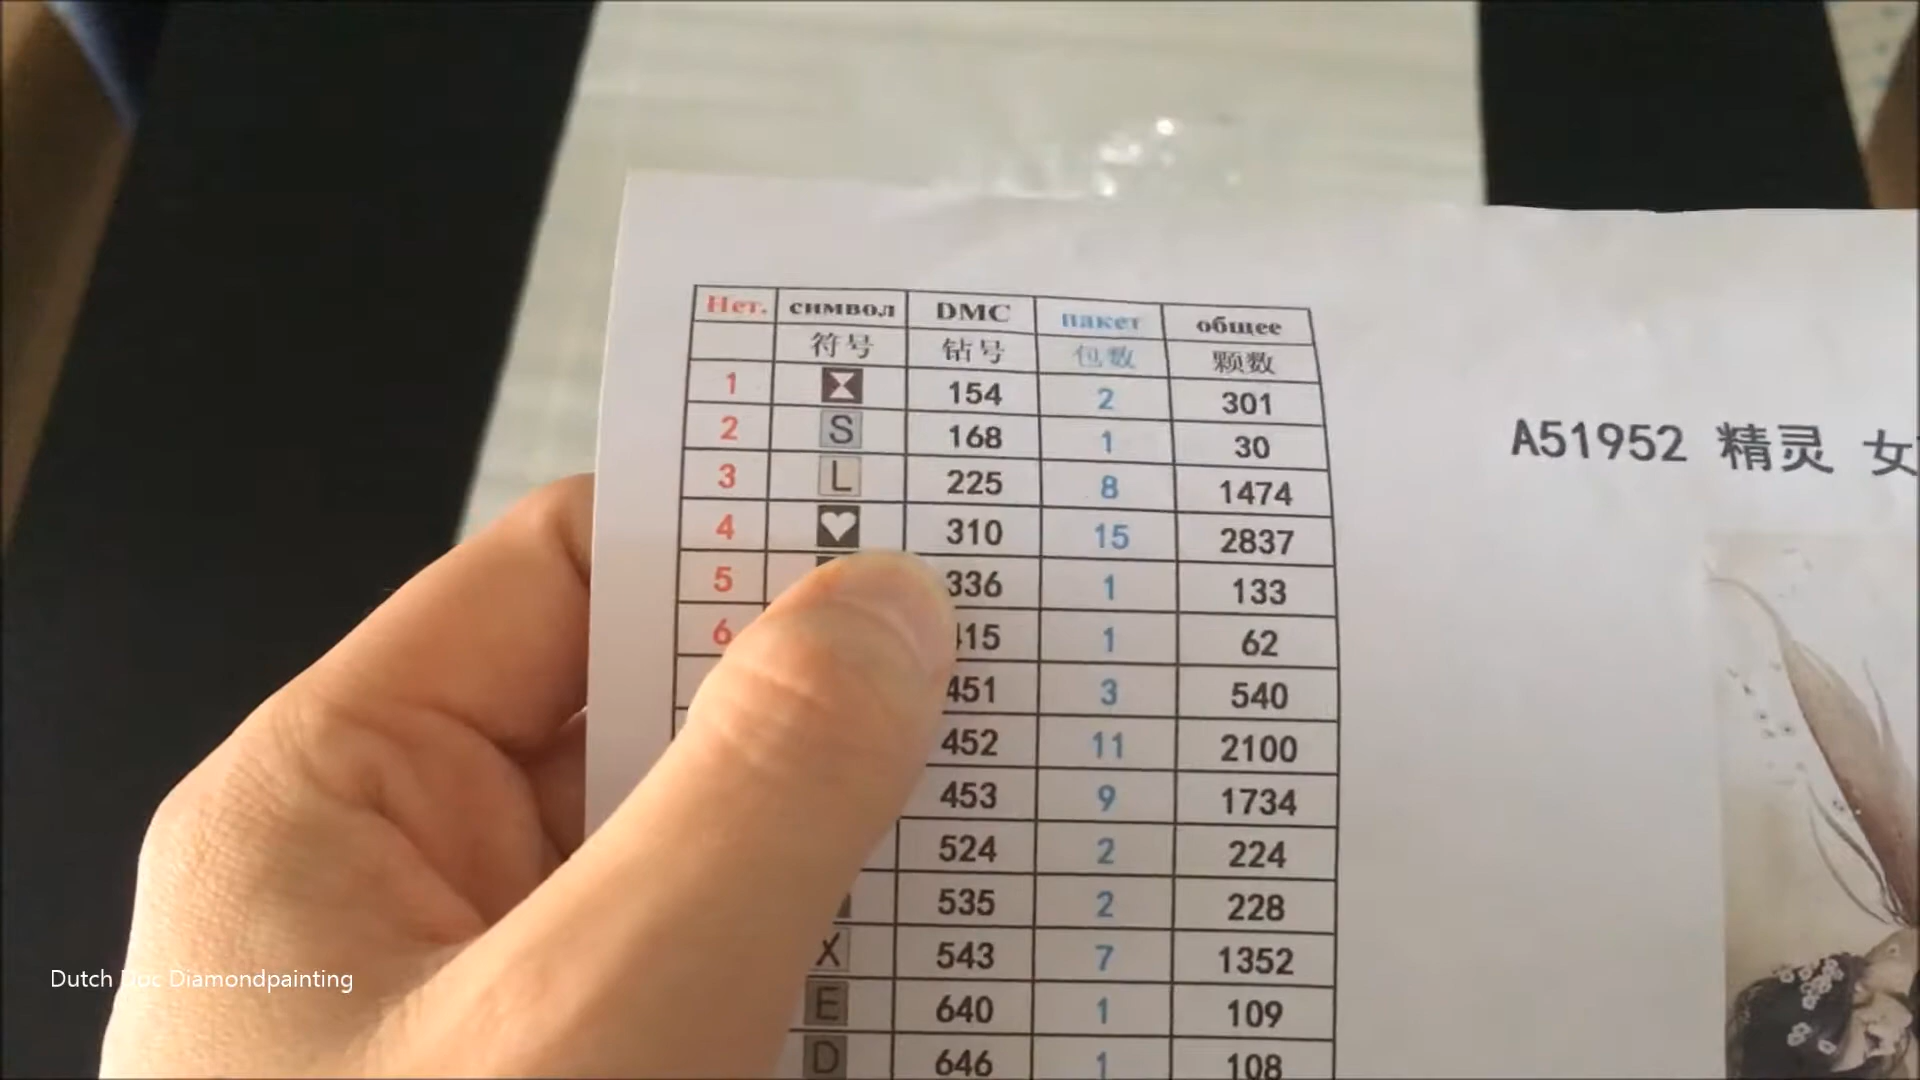 Нет. символ DMC пакет общее
符号 钻号 包数 颗数
1 154 2 301
2 S 168 1 30
3 L 225 8 1474
4 310 15 2837
5 336 1 133
6 415 1 62
451 3 540
452 11 2100
453 9 1734
524 2 224
535 2 228
X 543 7 1352
E 640 1 109
D 646 1 108
A51952 精灵 女
Dutch Doc Diamondpainting